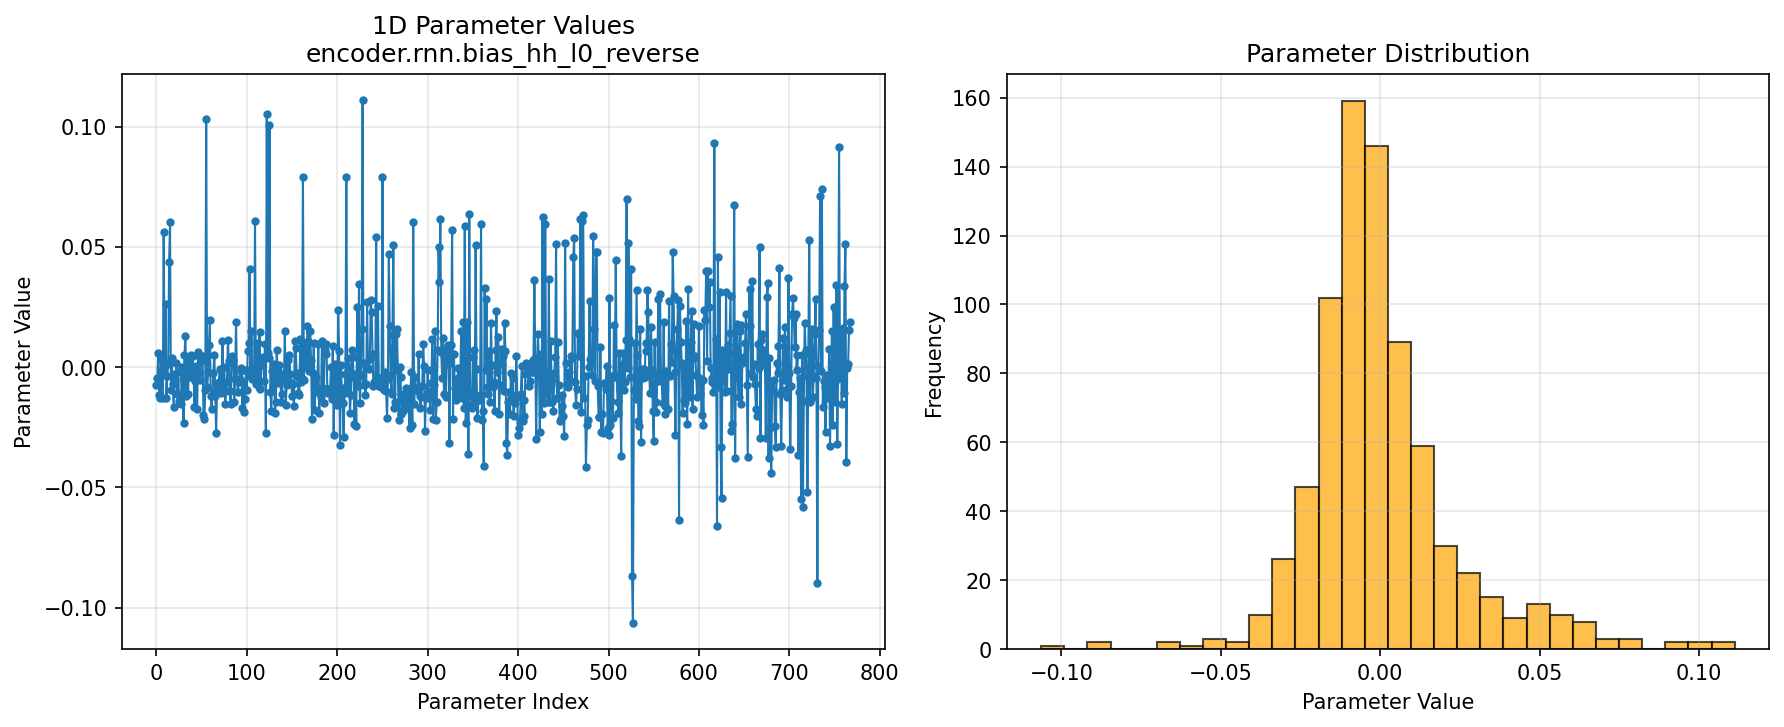 1D Parameter Values
encoder.rnn.bias_hh_l0_reverse
Parameter Value
0.10
0.05
0.00
−0.05
−0.10
0 100 200 300 400 500 600 700 800
Parameter Index
Parameter Distribution
Frequency
160
140
120
100
80
60
40
20
0
−0.10 −0.05 0.00 0.05 0.10
Parameter Value